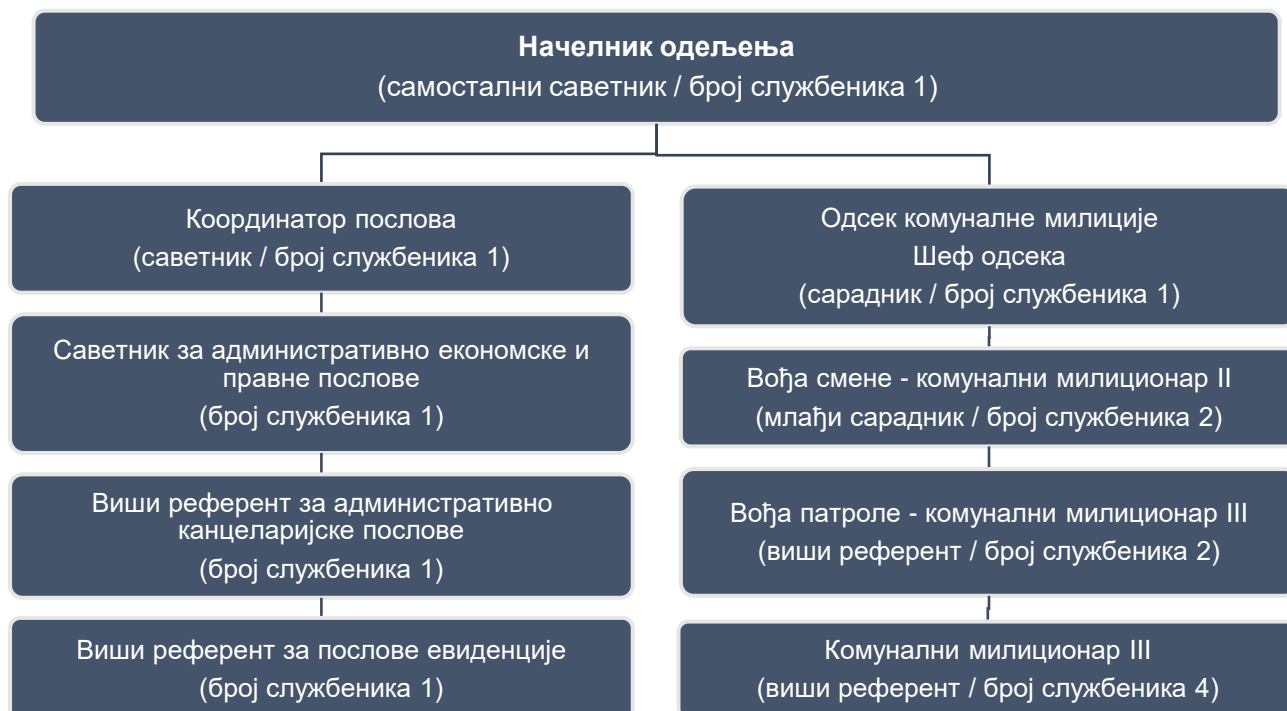 Начелник одељења
(самостални саветник / број службеника 1)
Координатор послова
(саветник / број службеника 1)
Саветник за административно економске и
правне послове
(број службеника 1)
Виши референт за административно
канцеларијске послове
(број службеника 1)
Виши референт за послове евиденције
(број службеника 1)
Одсек комуналне милиције
Шеф одсека
(сарадник / број службеника 1)
Вођа смене - комунални милиционар II
(млађи сарадник / број службеника 2)
Вођа патроле - комунални милиционар III
(виши референт / број службеника 2)
Комунални милиционар III
(виши референт / број службеника 4)